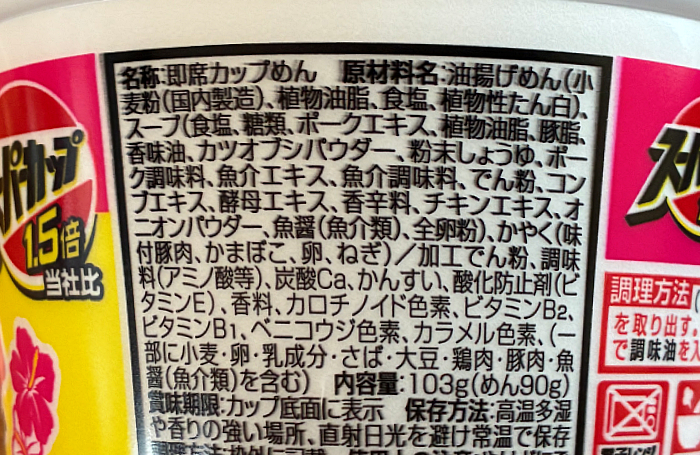 名称:即席カップめん 原材料名:油揚げめん(小
麦粉(国内製造)、植物油脂、食塩、植物性たん白)、
スープ(食塩、糖類、ポークエキス、植物油脂、豚脂、
香味油、カツオブシパウダー、粉末しょうゆ、ポー
ク調味料、魚介エキス、魚介調味料、でん粉、コン
ブエキス、酵母エキス、香辛料、チキンエキス、オ
ニオンパウダー、魚醤(魚介類)、全卵粉)、かやく(味
付豚肉、かまぼこ、卵、ねぎ)/加工でん粉、調味
料(アミノ酸等)、炭酸Ca、かんすい、酸化防止剤(ビ
タミンE)、香料、カロチノイド色素、ビタミンB2、
ビタミンB1、ベニコウジ色素、カラメル色素、(一
部に小麦・卵・乳成分・さば・大豆・鶏肉・豚肉・魚
醤(魚介類)を含む) 内容量:103g(めん90g)
賞味期限:カップ底面に表示 保存方法:高温多湿
や香りの強い場所、直射日光を避け常温で保存
ーパーカップ
1.5倍
当社比
スー
調理方法(
を取り出す
で調味油を入